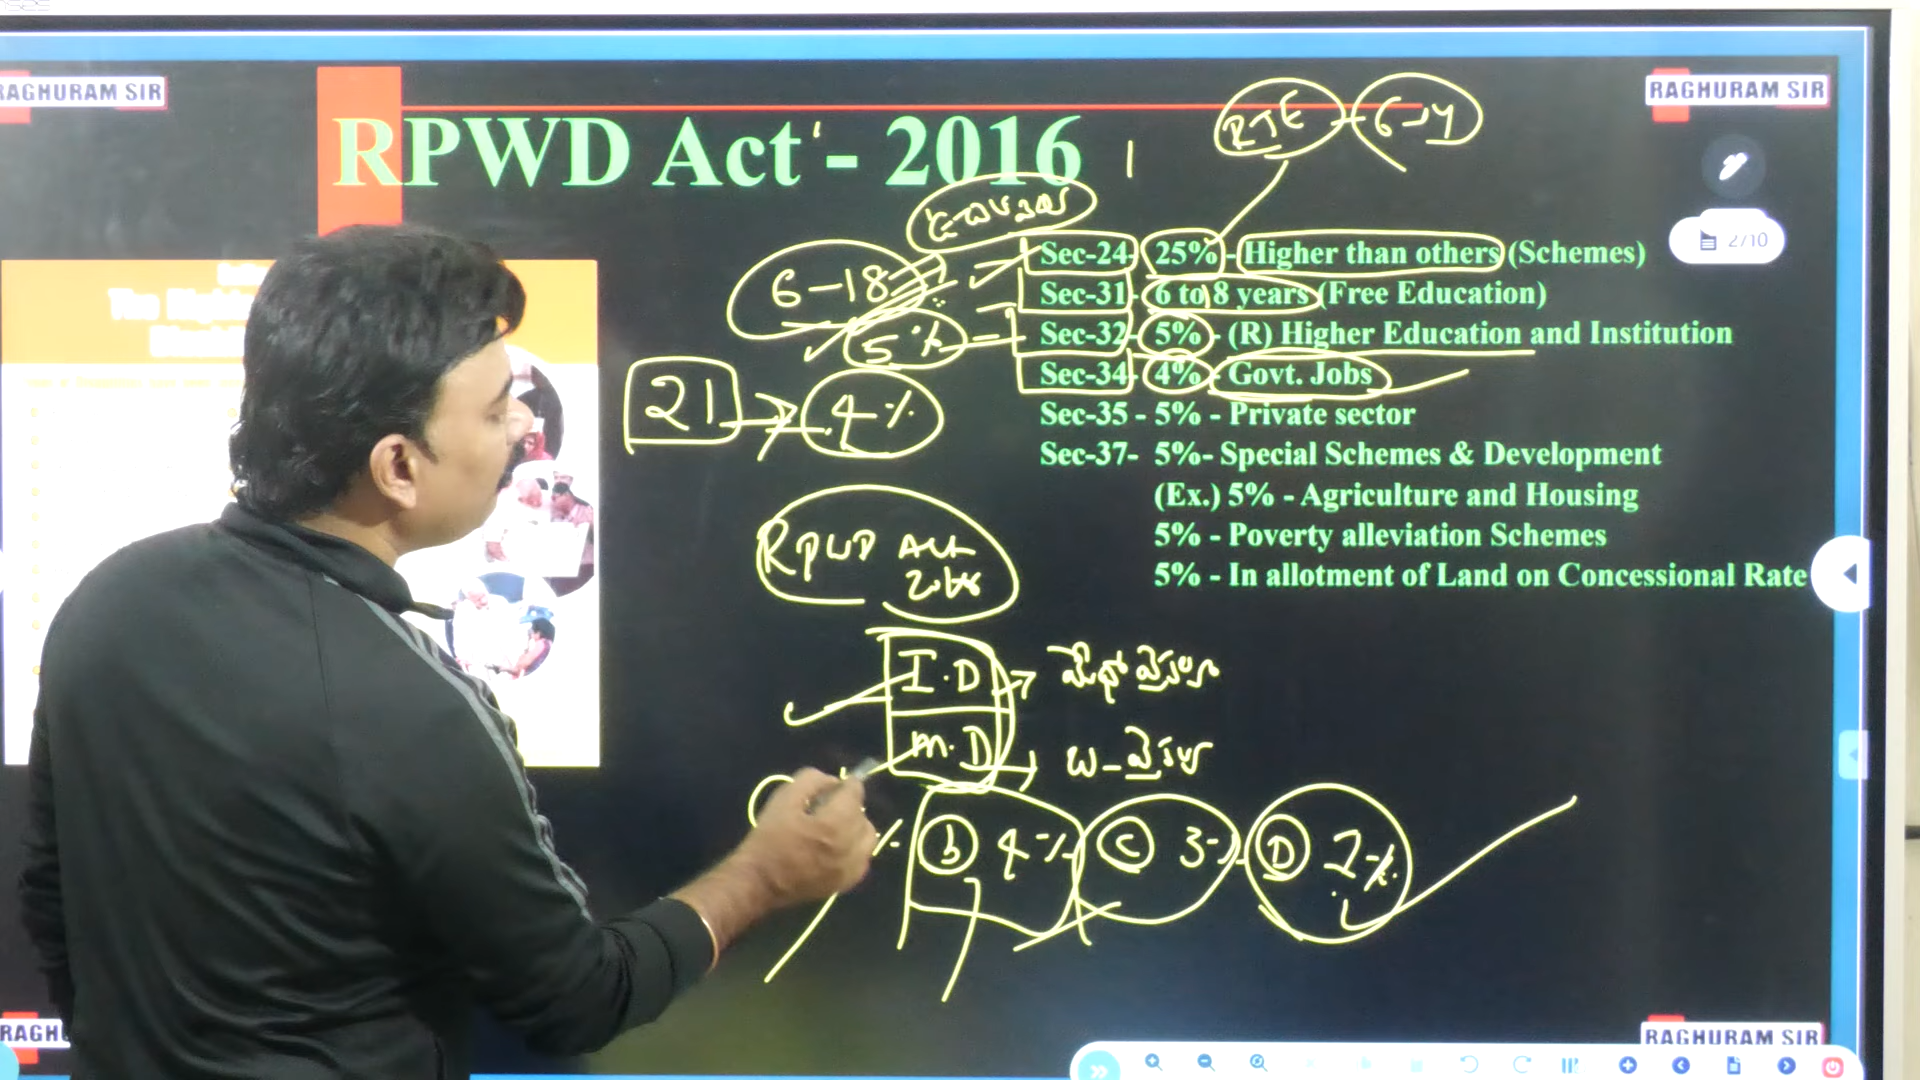 RAGHURAM SIR
RAGHURAM SIR
RPWD Act - 2016
RTE - 6-14
2/10
Sec-24- 25% - Higher than others (Schemes)
6-18
Sec-31- 6 to 18 years (Free Education)
Sec-32- 5% - (R) Higher Education and Institution
5%
Sec-34- 4% - Govt. Jobs
21 → 4%
Sec-35 - 5% - Private sector
Sec-37- 5%- Special Schemes & Development
(Ex.) 5% - Agriculture and Housing
5% - Poverty alleviation Schemes
5% - In allotment of Land on Concessional Rate
RPWD Act
2016
I.D →
M.D →
b 4% C 3% D 2%
RAGHURAM SIR